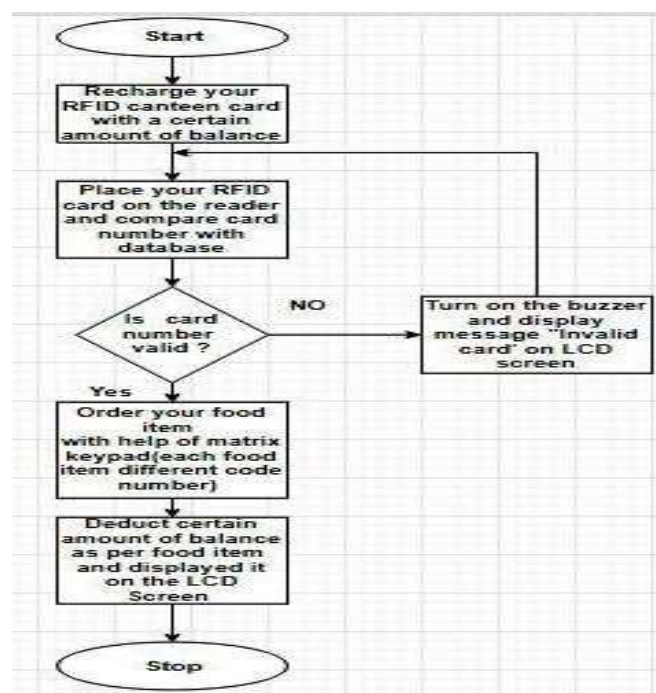 Start
Recharge your
RFID canteen card
with a certain
amount of balance
Place your RFID
card on the reader
and compare card
number with
database
Is card
number
valid ?
NO
Turn on the buzzer
and display
message "Invalid
card' on LCD
screen
Yes
Order your food
item
with help of matrix
keypad(each food
item different code
number)
Deduct certain
amount of balance
as per food item
and displayed it
on the LCD
Screen
Stop